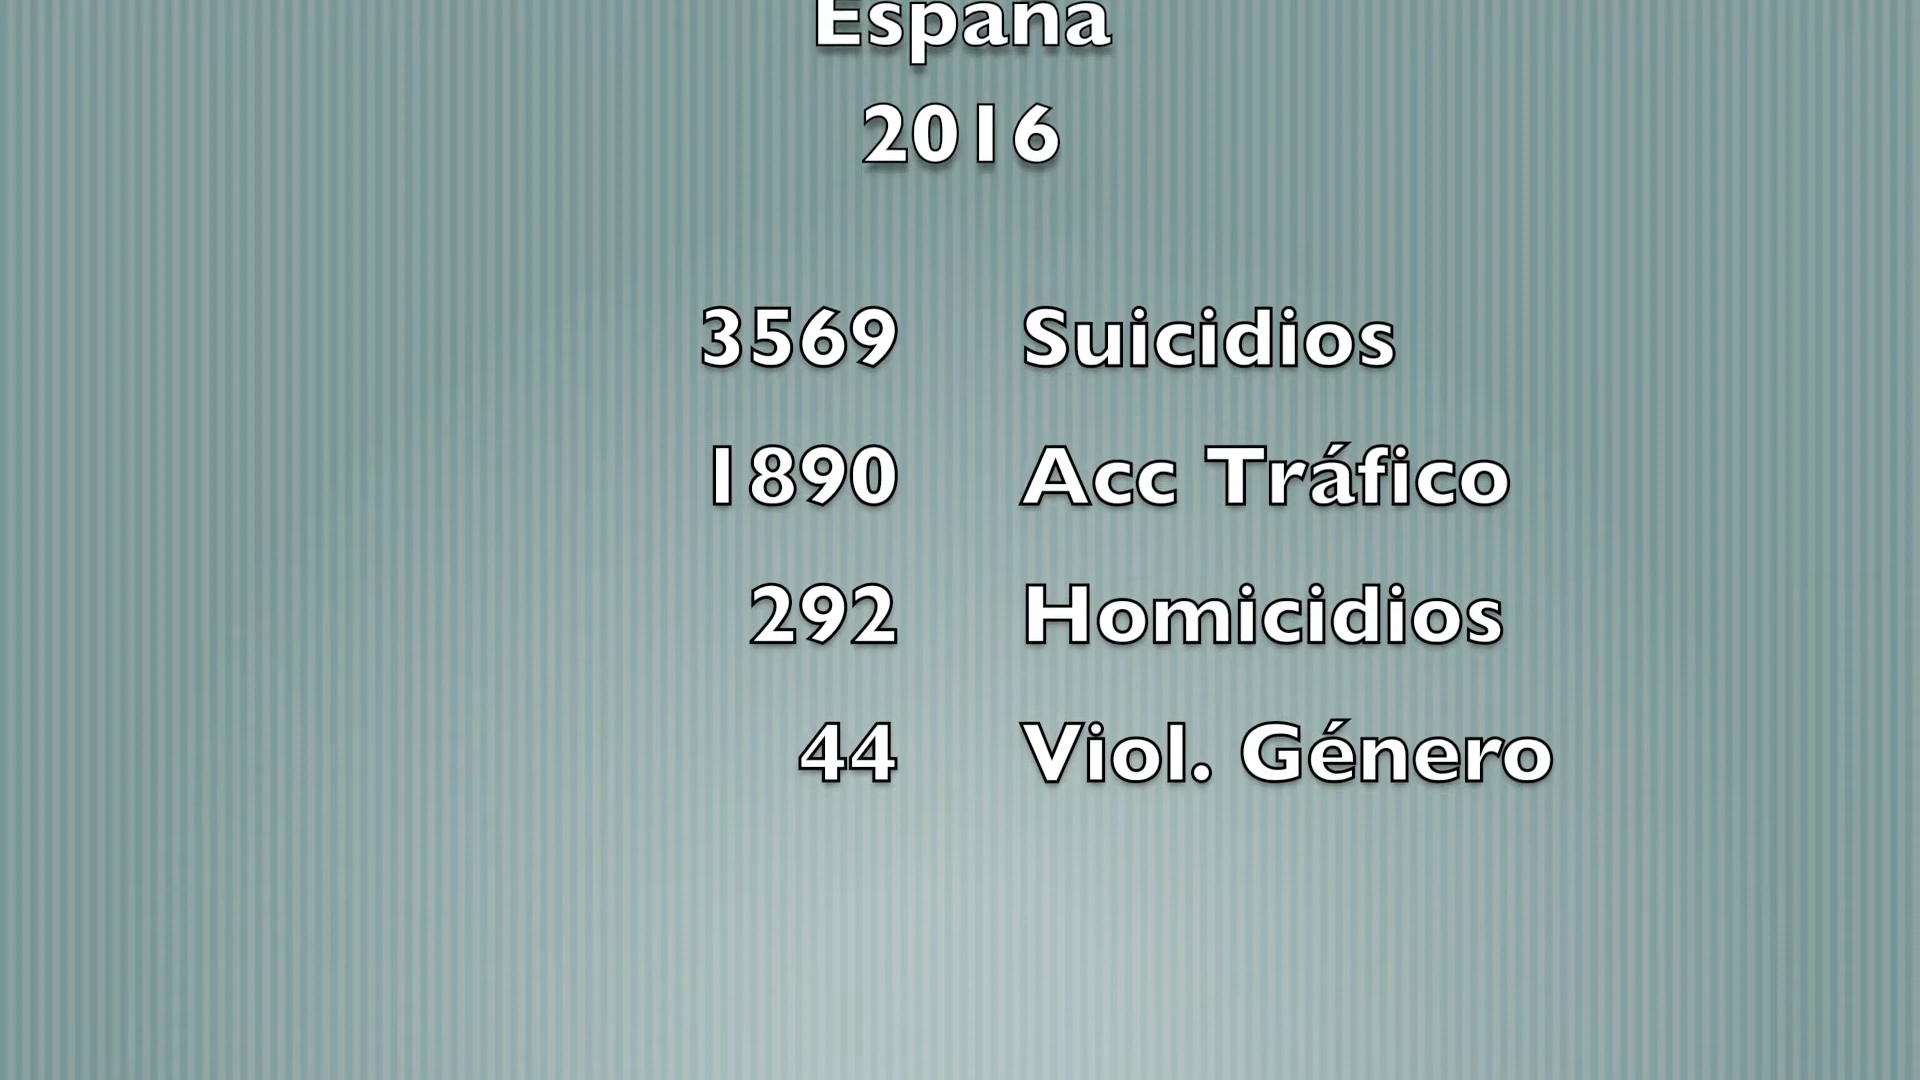 España
2016
3569 Suicidios
1890 Acc Tráfico
292 Homicidios
44 Viol. Género